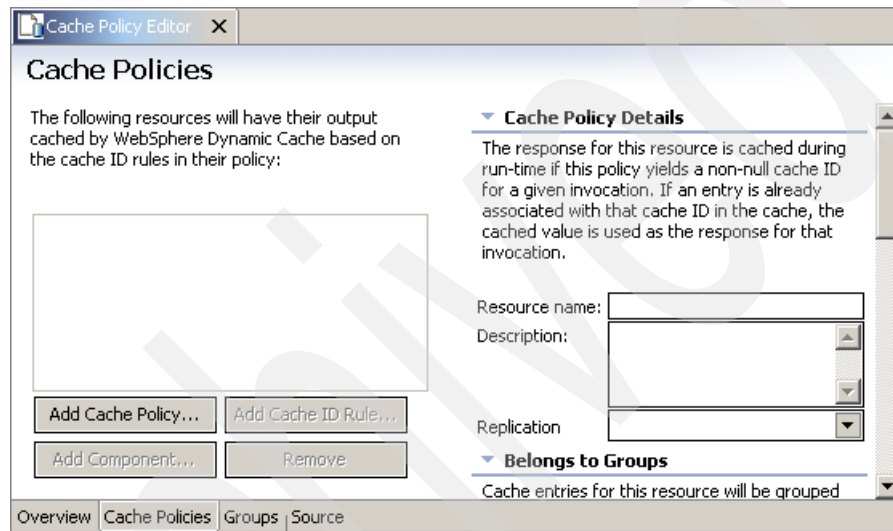 Cache Policy Editor
Cache Policies
The following resources will have their output
cached by WebSphere Dynamic Cache based on
the cache ID rules in their policy:
Add Cache Policy...
Add Cache ID Rule...
Add Component...
Remove
Cache Policy Details
The response for this resource is cached during
run-time if this policy yields a non-null cache ID
for a given invocation. If an entry is already
associated with that cache ID in the cache, the
cached value is used as the response for that
invocation.
Resource name:
Description:
Replication
Belongs to Groups
Cache entries for this resource will be grouped
Overview
Cache Policies
Groups
Source